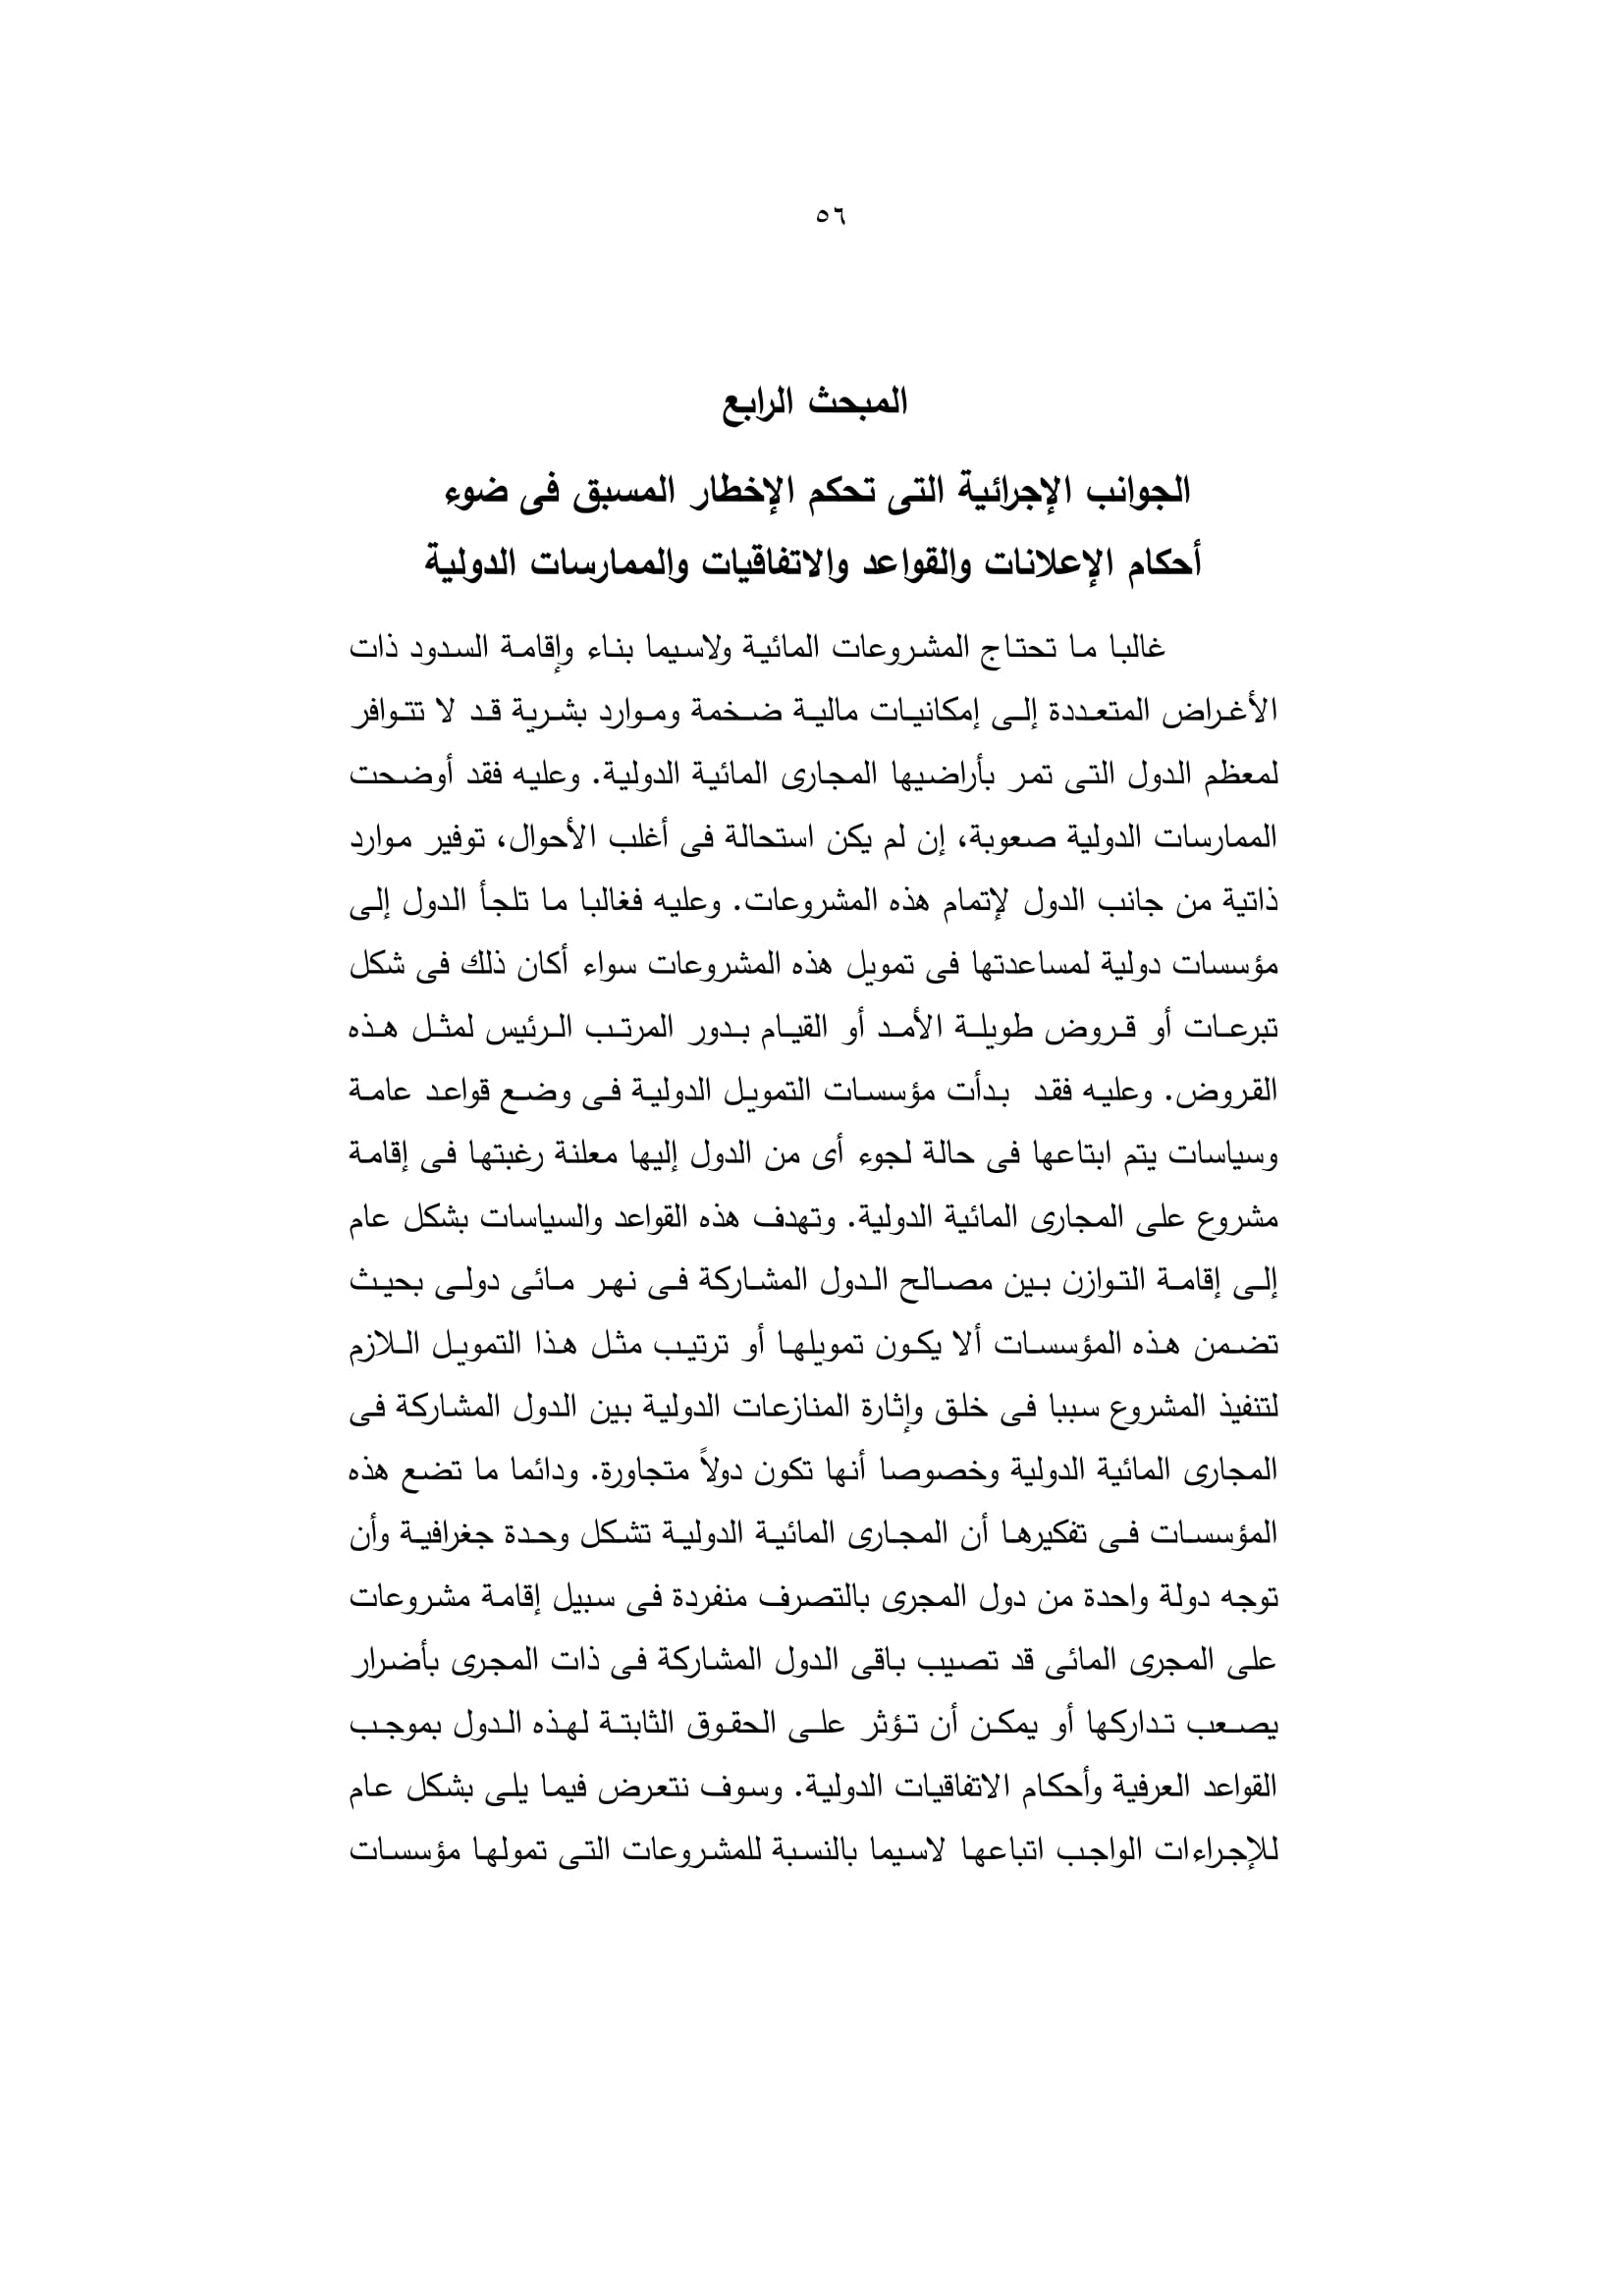 ٥٦
المبحث الرابع
الجوانب الإجرائية التى تحكم الإخطار المسبق فى ضوء
أحكام الإعلانات والقواعد والاتفاقيات والممارسات الدولية
غالبا ما تحتاج المشروعات المائية ولاسيما بناء وإقامة السدود ذات
الأغراض المتعددة إلى إمكانيات مالية ضخمة وموارد بشرية قد لا تتوافر
لمعظم الدول التى تمر بأراضيها المجارى المائية الدولية. وعليه فقد أوضحت
الممارسات الدولية صعوبة، إن لم يكن استحالة فى أغلب الأحوال، توفير موارد
ذاتية من جانب الدول لإتمام هذه المشروعات. وعليه فغالبا ما تلجأ الدول إلى
مؤسسات دولية لمساعدتها فى تمويل هذه المشروعات سواء أكان ذلك فى شكل
تبرعات أو قروض طويلة الأمد أو القيام بدور المرتب الرئيس لمثل هذه
القروض. وعليه فقد بدأت مؤسسات التمويل الدولية فى وضع قواعد عامة
وسياسات يتم ابتاعها فى حالة لجوء أى من الدول إليها معلنة رغبتها فى إقامة
مشروع على المجارى المائية الدولية. وتهدف هذه القواعد والسياسات بشكل عام
إلى إقامة التوازن بين مصالح الدول المشاركة فى نهر مائى دولى بحيث
تضمن هذه المؤسسات ألا يكون تمويلها أو ترتيب مثل هذا التمويل اللازم
لتنفيذ المشروع سببا فى خلق وإثارة المنازعات الدولية بين الدول المشاركة فى
المجارى المائية الدولية وخصوصا أنها تكون دولاً متجاورة. ودائما ما تضع هذه
المؤسسات فى تفكيرها أن المجارى المائية الدولية تشكل وحدة جغرافية وأن
توجه دولة واحدة من دول المجرى بالتصرف منفردة فى سبيل إقامة مشروعات
على المجرى المائى قد تصيب باقى الدول المشاركة فى ذات المجرى بأضرار
يصعب تداركها أو يمكن أن تؤثر على الحقوق الثابتة لهذه الدول بموجب
القواعد العرفية وأحكام الاتفاقيات الدولية. وسوف نتعرض فيما يلى بشكل عام
للإجراءات الواجب اتباعها لاسيما بالنسبة للمشروعات التى تمولها مؤسسات